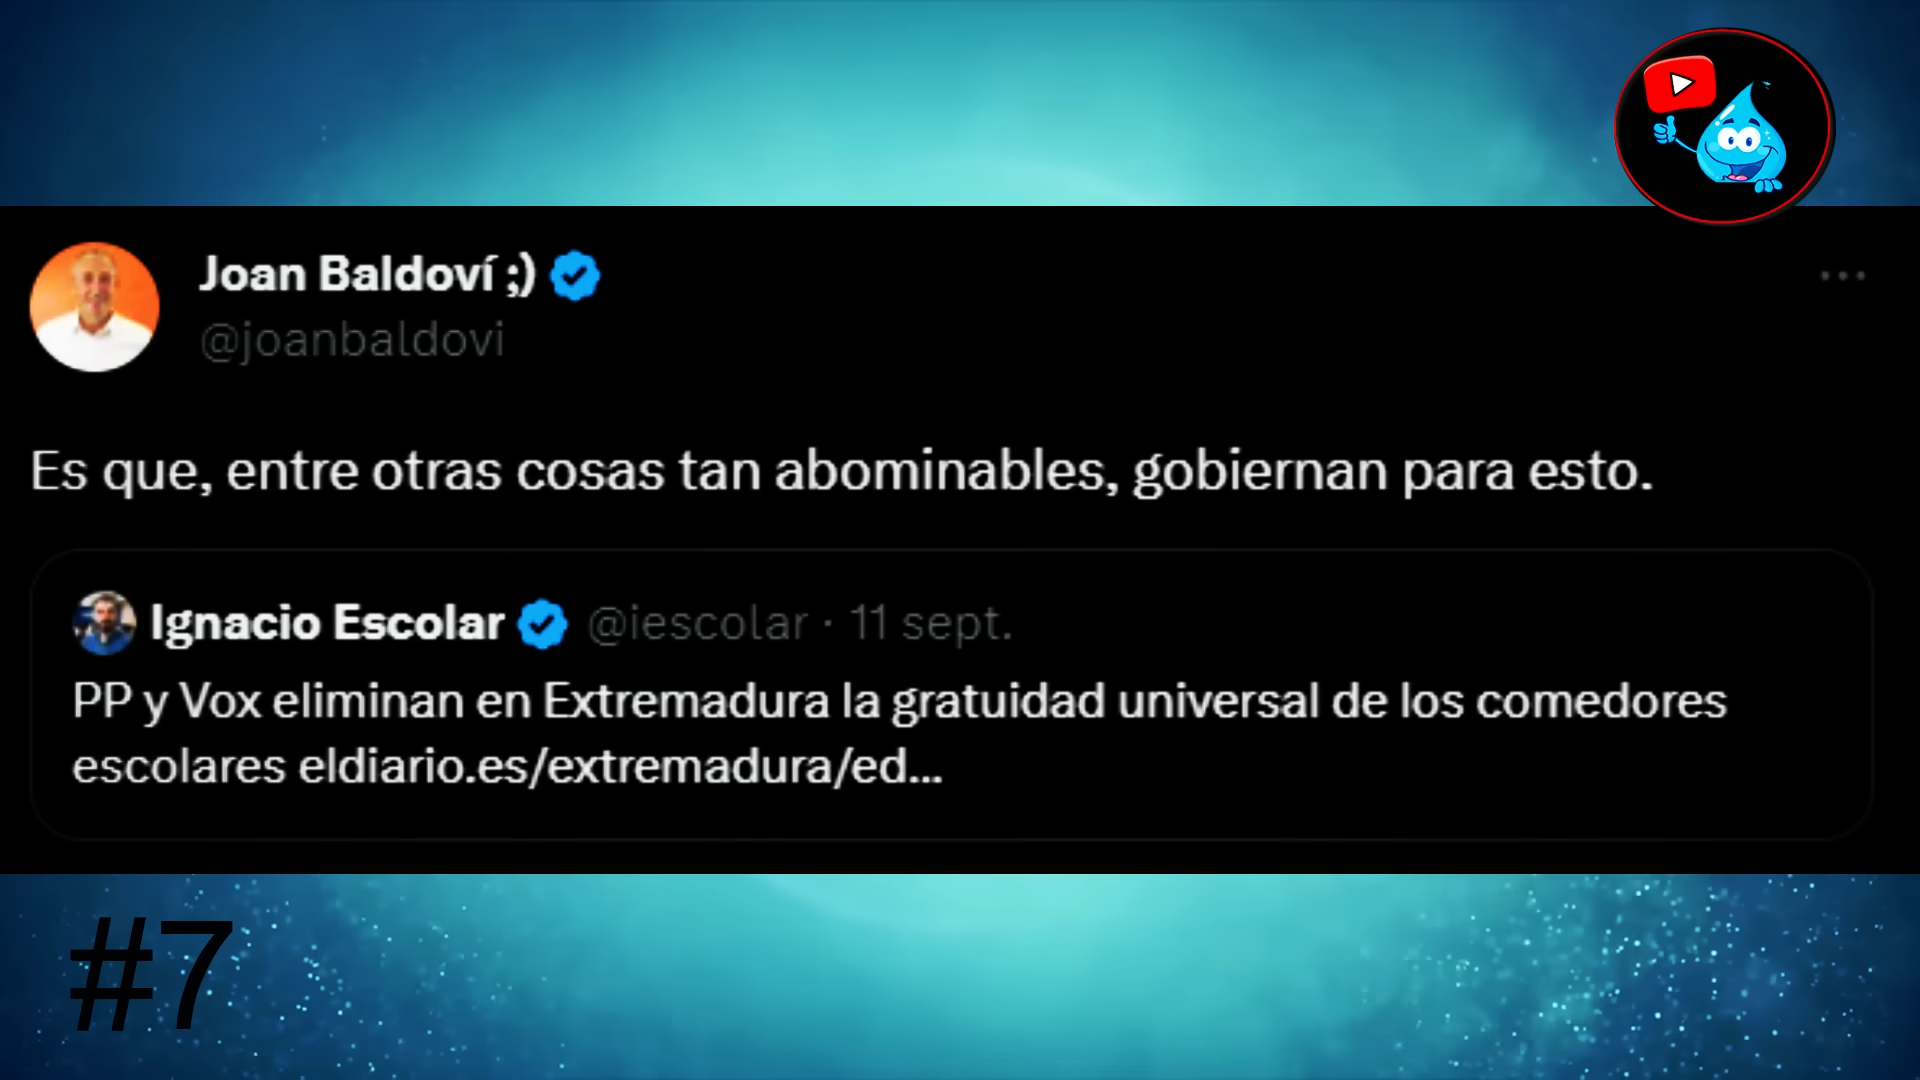 Joan Baldoví ;)
@joanbaldovi
Es que, entre otras cosas tan abominables, gobiernan para esto.
Ignacio Escolar @iescolar · 11 sept.
PP y Vox eliminan en Extremadura la gratuidad universal de los comedores
escolares eldiario.es/extremadura/ed...
#7